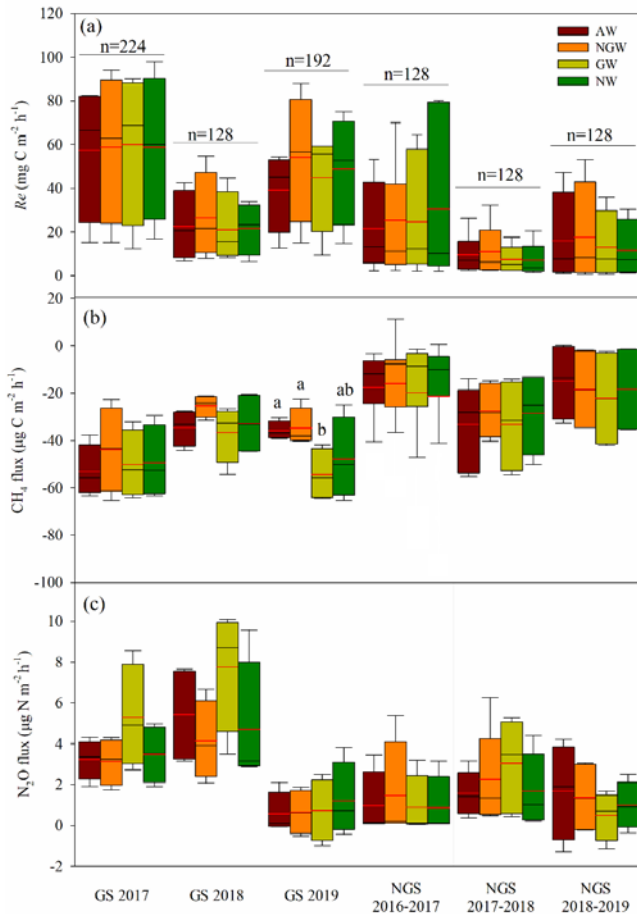 (a)
n=224
n=128
n=192
n=128
n=128
n=128
AW
NGW
GW
NW
Re (mg C m⁻² h⁻¹)
120
100
80
60
40
20
0
(b)
a
a
b
ab
CH₄ flux (µg C m⁻² h⁻¹)
20
0
-20
-40
-60
-80
-100
(c)
N₂O flux (µg N m⁻² h⁻¹)
10
8
6
4
2
0
-2
GS 2017
GS 2018
GS 2019
NGS
2016-2017
NGS
2017-2018
NGS
2018-2019